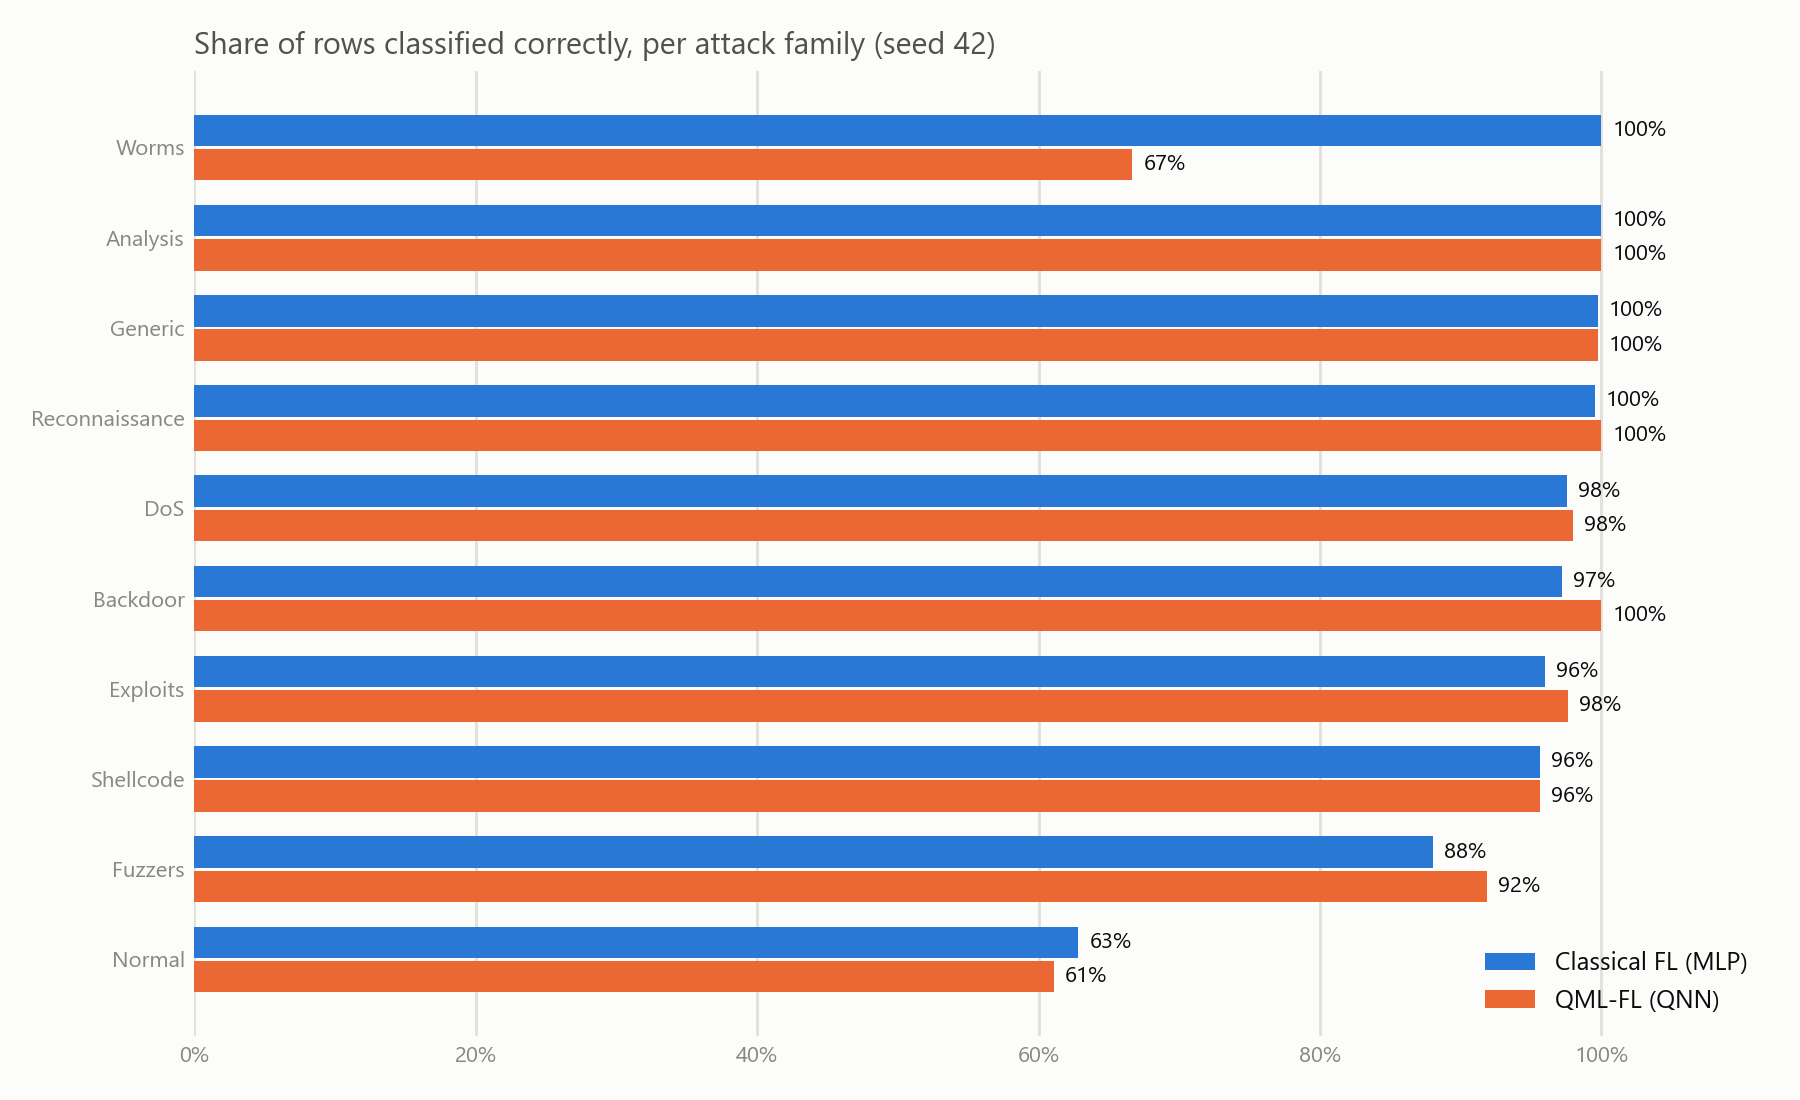 Share of rows classified correctly, per attack family (seed 42)
Worms
100%
67%
Analysis
100%
100%
Generic
100%
100%
Reconnaissance
100%
100%
DoS
98%
98%
Backdoor
97%
100%
Exploits
96%
98%
Shellcode
96%
96%
Fuzzers
88%
92%
Normal
63%
61%
Classical FL (MLP)
QML-FL (QNN)
0% 20% 40% 60% 80% 100%